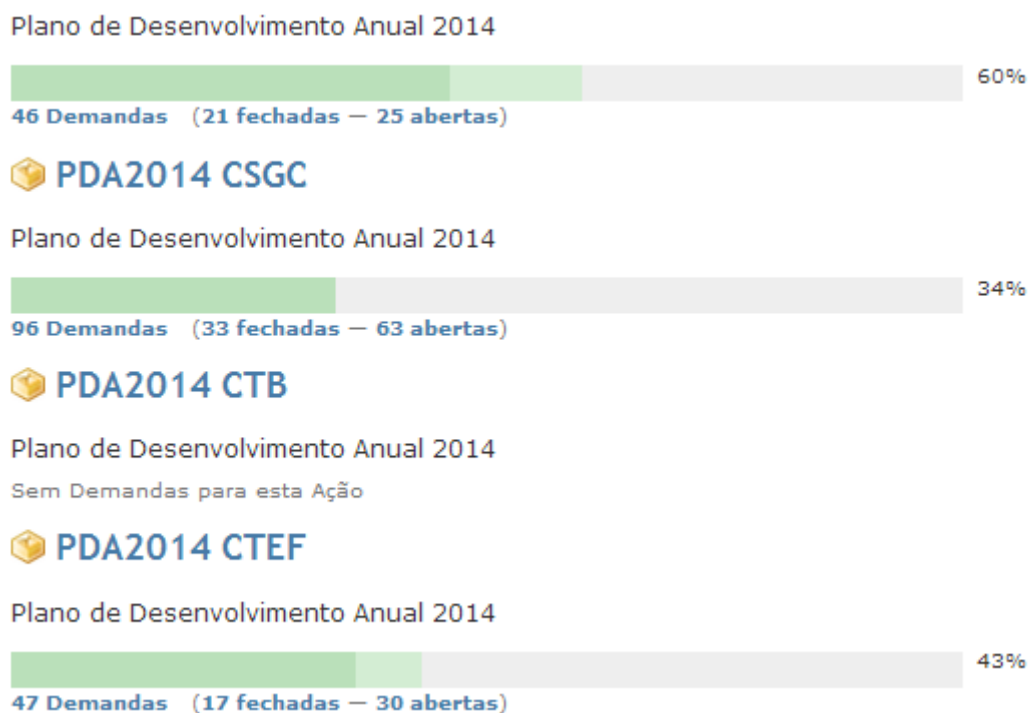 Plano de Desenvolvimento Anual 2014
60%
46 Demandas (21 fechadas — 25 abertas)
PDA2014 CSGC
Plano de Desenvolvimento Anual 2014
34%
96 Demandas (33 fechadas — 63 abertas)
PDA2014 CTB
Plano de Desenvolvimento Anual 2014
Sem Demandas para esta Ação
PDA2014 CTEF
Plano de Desenvolvimento Anual 2014
43%
47 Demandas (17 fechadas — 30 abertas)